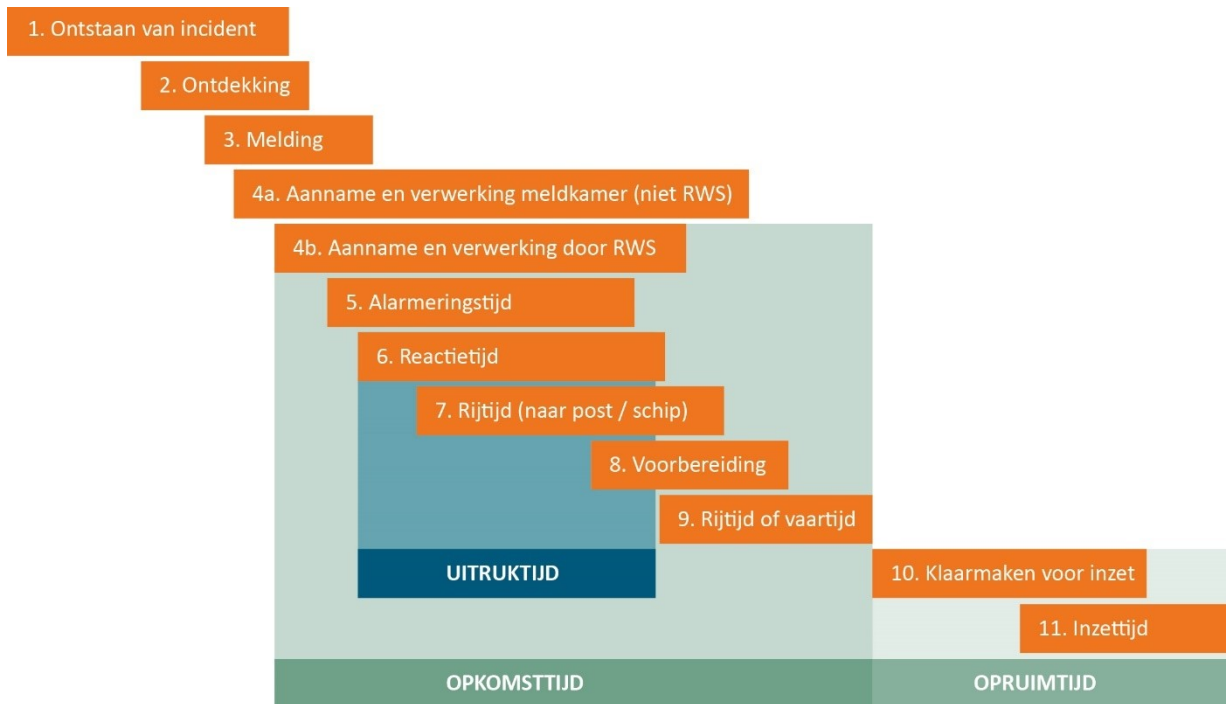 1. Ontstaan van incident
2. Ontdekking
3. Melding
4a. Aanname en verwerking meldkamer (niet RWS)
4b. Aanname en verwerking door RWS
5. Alarmeringstijd
6. Reactietijd
7. Rijtijd (naar post / schip)
8. Voorbereiding
9. Rijtijd of vaartijd
UITRUKTIJD
10. Klaarmaken voor inzet
11. Inzettijd
OPKOMSTTIJD
OPRUIMTIJD